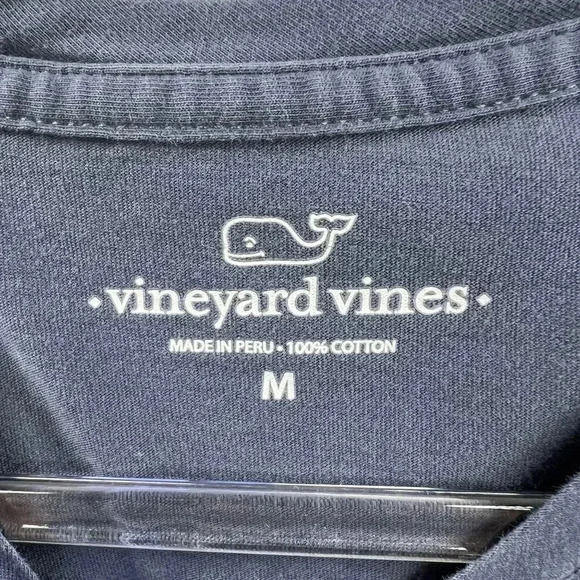 • vineyard vines •
MADE IN PERU • 100% COTTON
M